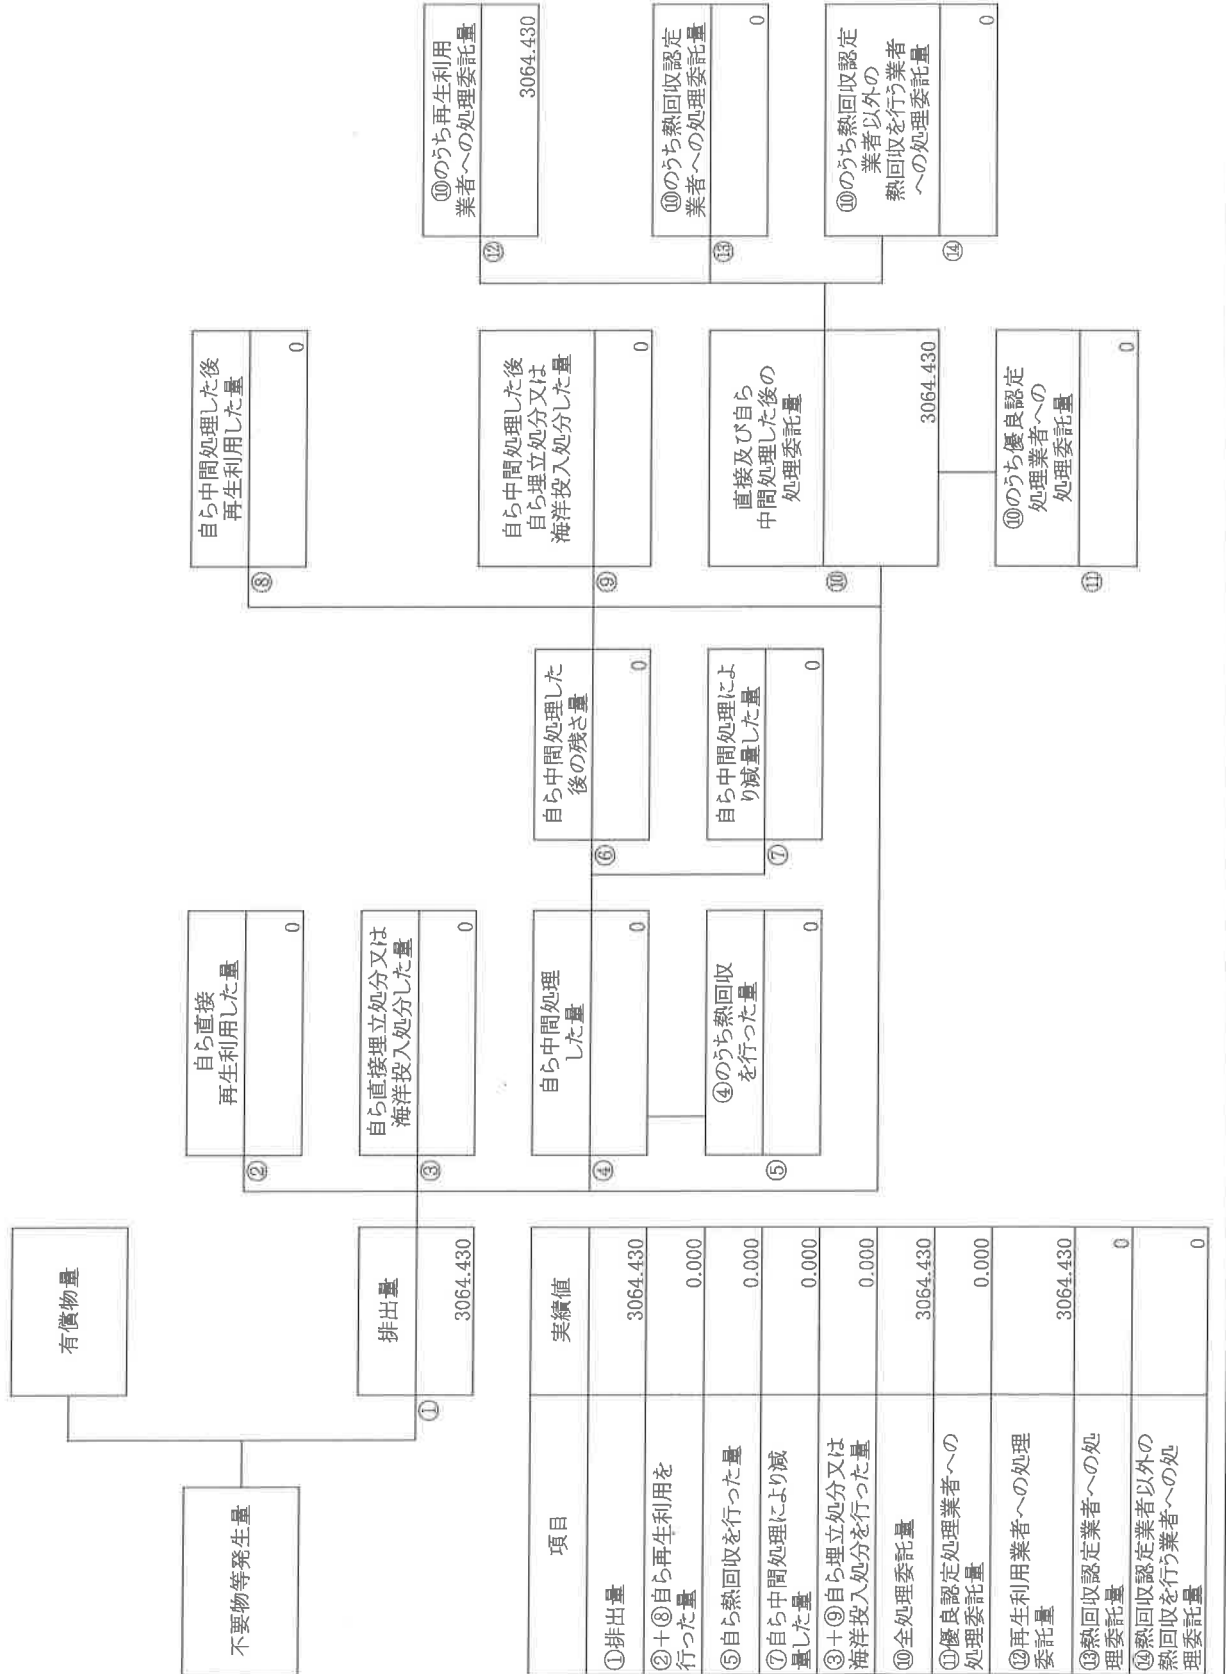 不要物等発生量
有償物量
排出量
①
3064.430
自ら直接
再生利用した量
②
0
自ら直接埋立処分又は
海洋投入処分した量
③
0
自ら中間処理
した量
④
0
④のうち熱回収
を行った量
⑤
0
自ら中間処理した
後の残さ量
⑥
0
自ら中間処理によ
り減量した量
⑦
0
自ら中間処理した後
再生利用した量
⑧
0
自ら中間処理した後
自ら埋立処分又は
海洋投入処分した量
⑨
0
直接及び自ら
中間処理した後の
処理委託量
⑩
3064.430
⑩のうち優良認定
処理業者への
処理委託量
⑪
0
⑩のうち再生利用
業者への処理委託量
⑫
3064.430
⑩のうち熱回収認定
業者への処理委託量
⑬
0
⑩のうち熱回収認定
業者以外の
熱回収を行う業者
への処理委託量
⑭
0
項目 実績値
①排出量 3064.430
②+⑧自ら再生利用を
行った量 0.000
⑤自ら熱回収を行った量 0.000
⑦自ら中間処理により減
量した量 0.000
③+⑨自ら埋立処分又は
海洋投入処分を行った量 0.000
⑩全処理委託量 3064.430
⑪優良認定処理業者への
処理委託量 0.000
⑫再生利用業者への処理
委託量 3064.430
⑬熱回収認定業者への処
理委託量 0
⑭熱回収認定業者以外の
熱回収を行う業者への処
理委託量 0